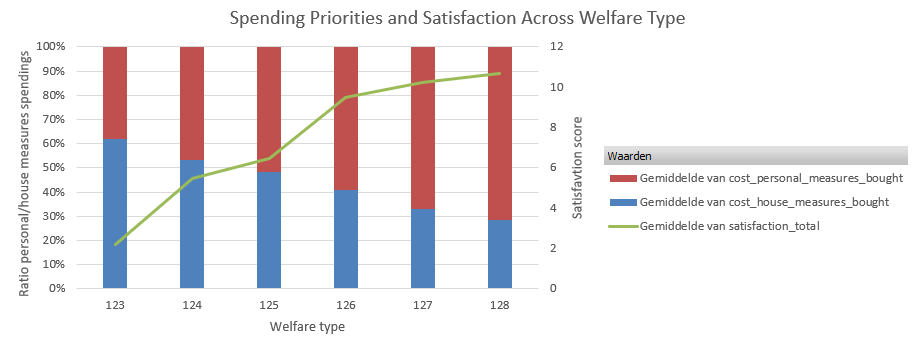 Spending Priorities and Satisfaction Across Welfare Type
Ratio personal/house measures spendings
100%
90%
80%
70%
60%
50%
40%
30%
20%
10%
0%
12
10
8
6
4
2
0
Satisfavtion score
123 124 125 126 127 128
Welfare type
Waarden
Gemiddelde van cost_personal_measures_bought
Gemiddelde van cost_house_measures_bought
Gemiddelde van satisfaction_total